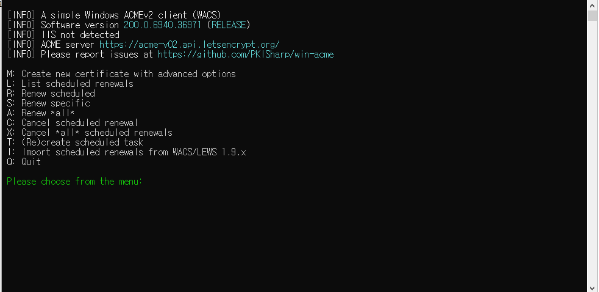 [INFO] A simple Windows ACMEv2 client (WACS)
[INFO] Software version 200.0.6940.36971 (RELEASE)
[INFO] IIS not detected
[INFO] ACME server https://acme-v02.api.letsencrypt.org/
[INFO] Please report issues at https://github.com/PKISharp/win-acme
M: Create new certificate with advanced options
L: List scheduled renewals
R: Renew scheduled
S: Renew specific
A: Renew *all*
C: Cancel scheduled renewal
X: Cancel *all* scheduled renewals
T: (Re)create scheduled task
I: Import scheduled renewals from WACS/LEWS 1.9.x
Q: Quit
Please choose from the menu: